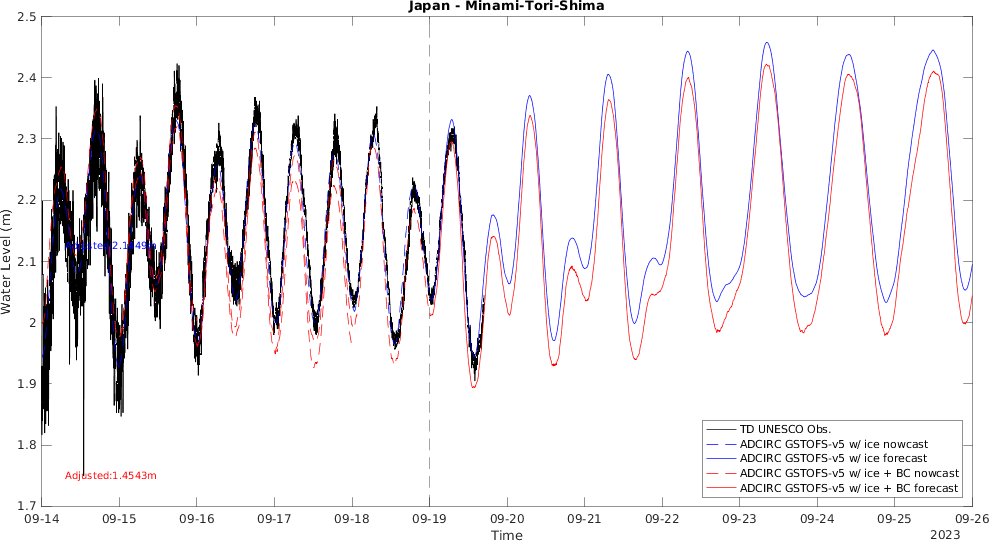 Japan - Minami-Tori-Shima
2.5
2.4
2.3
2.2
2.1
2
1.9
1.8
1.7
Water Level (m)
Adjusted:1.4543m
TD UNESCO Obs.
ADCIRC GSTOFS-v5 w/ ice nowcast
ADCIRC GSTOFS-v5 w/ ice forecast
ADCIRC GSTOFS-v5 w/ ice + BC nowcast
ADCIRC GSTOFS-v5 w/ ice + BC forecast
09-14 09-15 09-16 09-17 09-18 09-19 09-20 09-21 09-22 09-23 09-24 09-25 09-26
Time
2023